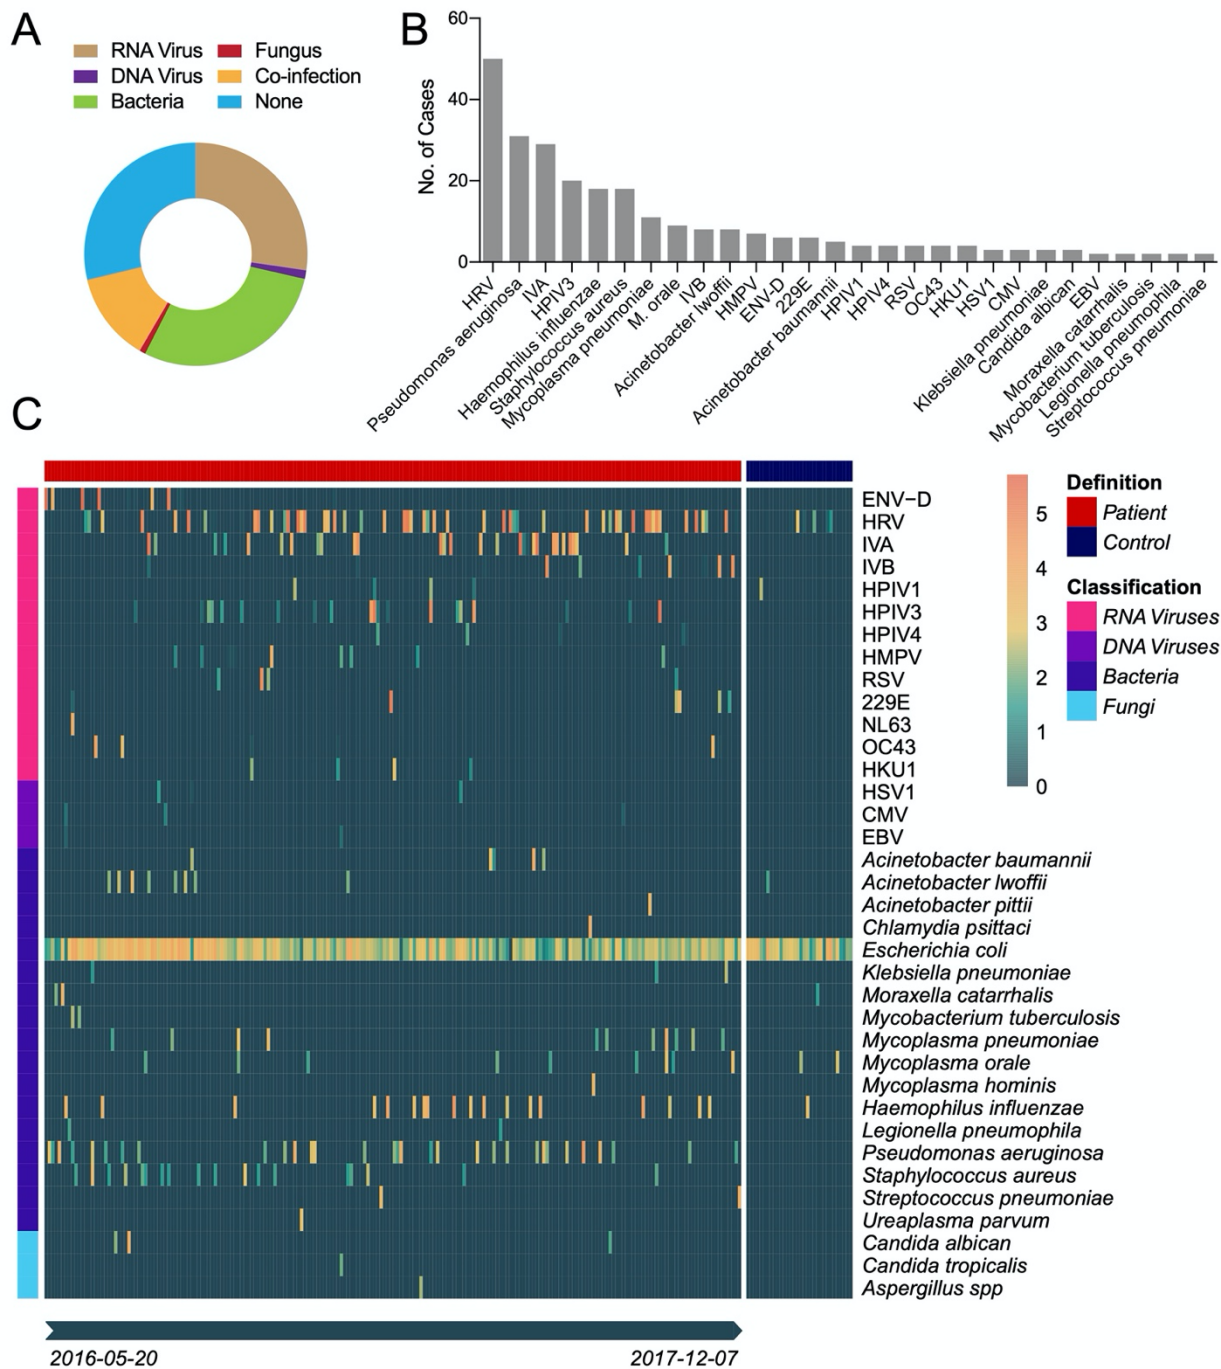 A
RNA Virus
Fungus
DNA Virus
Co-infection
Bacteria
None
B
No. of Cases
60
40
20
0
HRV
Pseudomonas aeruginosa
IVA
HPIV3
Haemophilus influenzae
Staphylococcus aureus
Mycoplasma pneumoniae
M. orale
IVB
Acinetobacter lwoffii
HMPV
ENV-D
229E
Acinetobacter baumannii
HPIV1
HPIV4
RSV
OC43
HKU1
HSV1
CMV
Klebsiella pneumoniae
Candida albican
EBV
Moraxella catarrhalis
Mycobacterium tuberculosis
Legionella pneumophila
Streptococcus pneumoniae
C
ENV−D
HRV
IVA
IVB
HPIV1
HPIV3
HPIV4
HMPV
RSV
229E
NL63
OC43
HKU1
HSV1
CMV
EBV
Acinetobacter baumannii
Acinetobacter lwoffii
Acinetobacter pittii
Chlamydia psittaci
Escherichia coli
Klebsiella pneumoniae
Moraxella catarrhalis
Mycobacterium tuberculosis
Mycoplasma pneumoniae
Mycoplasma orale
Mycoplasma hominis
Haemophilus influenzae
Legionella pneumophila
Pseudomonas aeruginosa
Staphylococcus aureus
Streptococcus pneumoniae
Ureaplasma parvum
Candida albican
Candida tropicalis
Aspergillus spp
5
4
3
2
1
0
Definition
Patient
Control
Classification
RNA Viruses
DNA Viruses
Bacteria
Fungi
2016-05-20
2017-12-07